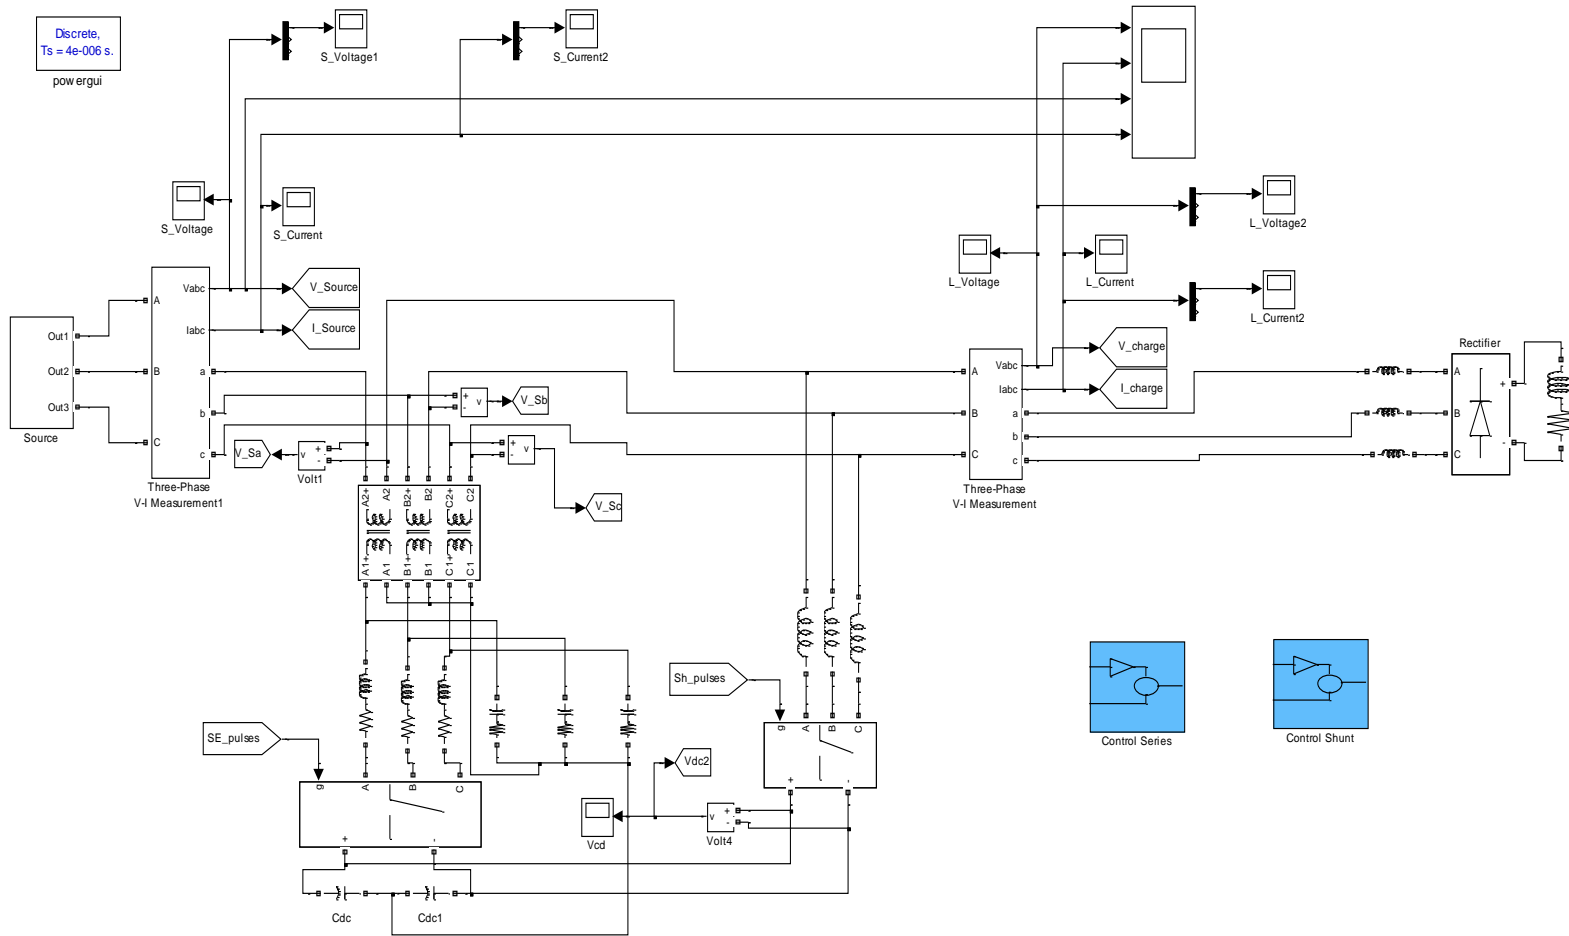 Discrete,
Ts = 4e-006 s.
powergui
S_Voltage1
S_Current2
S_Voltage
S_Current
L_Voltage2
L_Voltage
L_Current
L_Current2
Vabc
V_Source
A
Iabc
I_Source
Out1
Out2
Out3
Source
B
a
b
C
c
Three-Phase
V-I Measurement1
V_Sa
v
+
-
Volt1
+
-
v
V_Sb
+
-
v
V_Sc
A2+
A2
B2+
B2
C2+
C2
A1+
A1
B1+
B1
C1+
C1
A
B
C
Vabc
Iabc
a
b
c
Three-Phase
V-I Measurement
V_charge
I_charge
Rectifier
A
B
C
+
-
SE_pulses
g
A
B
C
+
-
Sh_pulses
g
A
B
C
+
-
Vdc2
Vcd
v
+
-
Volt4
Cdc
Cdc1
Control Series
Control Shunt